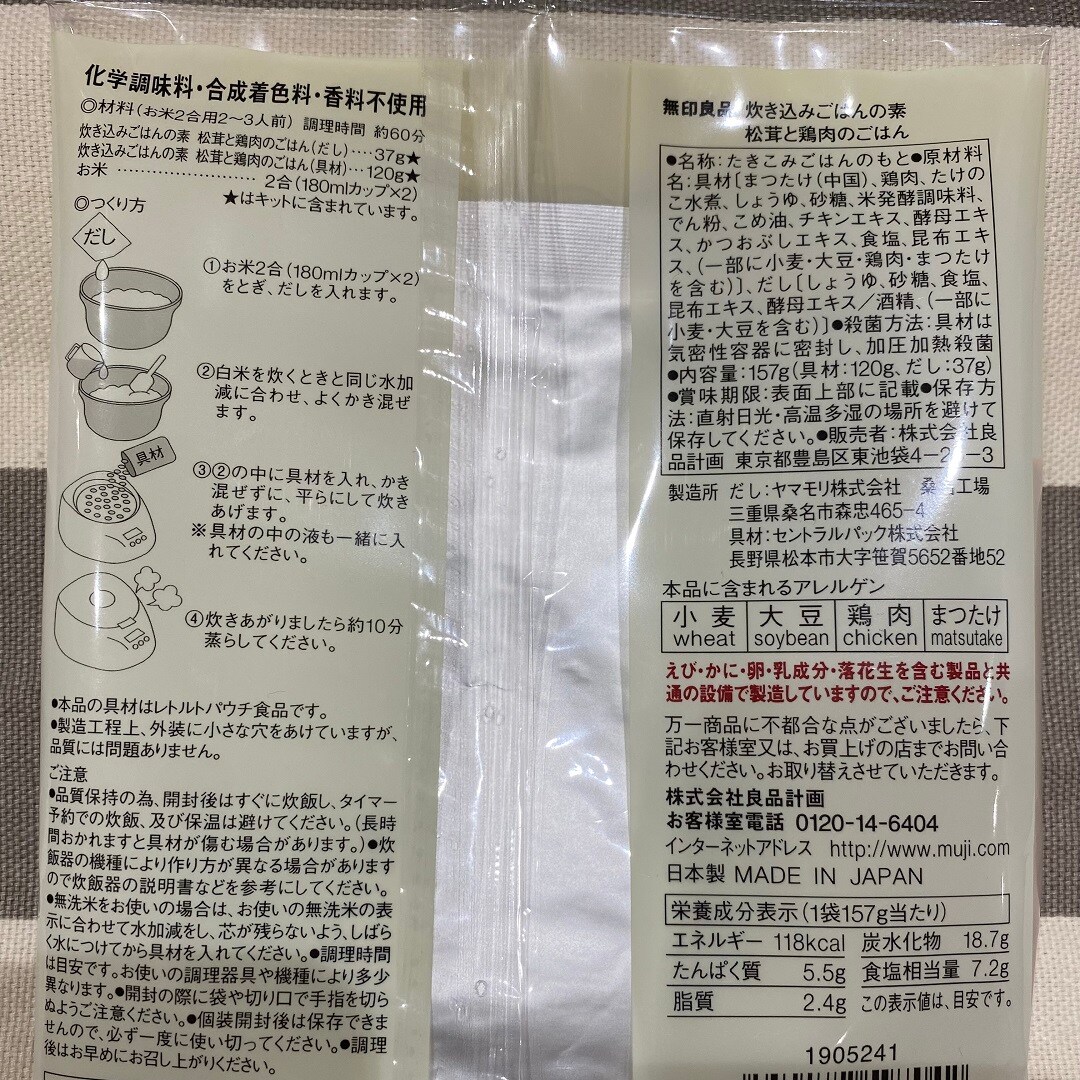 化学調味料・合成着色料・香料不使用
◎材料(お米2合用2〜3人前) 調理時間 約60分
炊き込みごはんの素 松茸と鶏肉のごはん(だし)‥‥37g★
炊き込みごはんの素 松茸と鶏肉のごはん(具材)‥‥120g★
お米 ‥‥‥‥‥‥‥‥ 2合(180mlカップ×2)
★はキットに含まれています。
◎つくり方
だし
①お米2合(180mlカップ×2)
をとぎ、だしを入れます。
②白米を炊くときと同じ水加
減に合わせ、よくかき混ぜ
ます。
具材
③②の中に具材を入れ、かき
混ぜずに、平らにして炊き
あげます。
※具材の中の液も一緒に入
れてください。
④炊きあがりましたら約10分
蒸らしてください。
●本品の具材はレトルトパウチ食品です。
●製造工程上、外装に小さな穴をあけていますが、
品質には問題ありません。
ご注意
●品質保持の為、開封後はすぐに炊飯し、タイマー
予約での炊飯、及び保温は避けてください。(長時
間おかれますと具材が傷む場合があります。)●炊
飯器の機種により作り方が異なる場合があります
ので炊飯器の説明書などを参考にしてください。
●無洗米をお使いの場合は、お使いの無洗米の表
示に合わせて水加減をし、芯が残らないよう、しばら
く水につけてから具材を入れてください。●調理時間
は目安です。お使いの調理器具や機種により多少
異なります。●開封の際に袋や切り口で手指を切ら
ぬようご注意ください。●個装開封後は保存できま
せんので、必ず一度に使い切ってください。●調理
後はお早めにお召し上がりください。
無印良品 炊き込みごはんの素
松茸と鶏肉のごはん
●名称:たきこみごはんのもと●原材料
名:具材〔まつたけ(中国)、鶏肉、たけの
こ水煮、しょうゆ、砂糖、米発酵調味料、
でん粉、こめ油、チキンエキス、酵母エキ
ス、かつおぶしエキス、食塩、昆布エキ
ス、(一部に小麦・大豆・鶏肉・まつたけ
を含む)〕、だし〔しょうゆ、砂糖、食塩、
昆布エキス、酵母エキス/酒精、(一部に
小麦・大豆を含む)〕●殺菌方法:具材は
気密性容器に密封し、加圧加熱殺菌
●内容量:157g(具材:120g、だし:37g)
●賞味期限:表面上部に記載●保存方
法:直射日光・高温多湿の場所を避けて
保存してください。●販売者:株式会社良
品計画 東京都豊島区東池袋4-2-3
製造所 だし:ヤマモリ株式会社 桑名工場
三重県桑名市森忠465-4
具材:セントラルパック株式会社
長野県松本市大字笹賀5652番地52
本品に含まれるアレルゲン
小麦 大豆 鶏肉 まつたけ
wheat soybean chicken matsutake
えび・かに・卵・乳成分・落花生を含む製品と共
通の設備で製造していますので、ご注意ください。
万一商品に不都合な点がございましたら、下
記お客様室又は、お買上げの店までお問い合
わせください。お取り替えさせていただきます。
株式会社良品計画
お客様室電話 0120-14-6404
インターネットアドレス http://www.muji.com
日本製 MADE IN JAPAN
栄養成分表示(1袋157g当たり)
エネルギー 118kcal 炭水化物 18.7g
たんぱく質 5.5g 食塩相当量 7.2g
脂質 2.4g この表示値は、目安です。
1905241